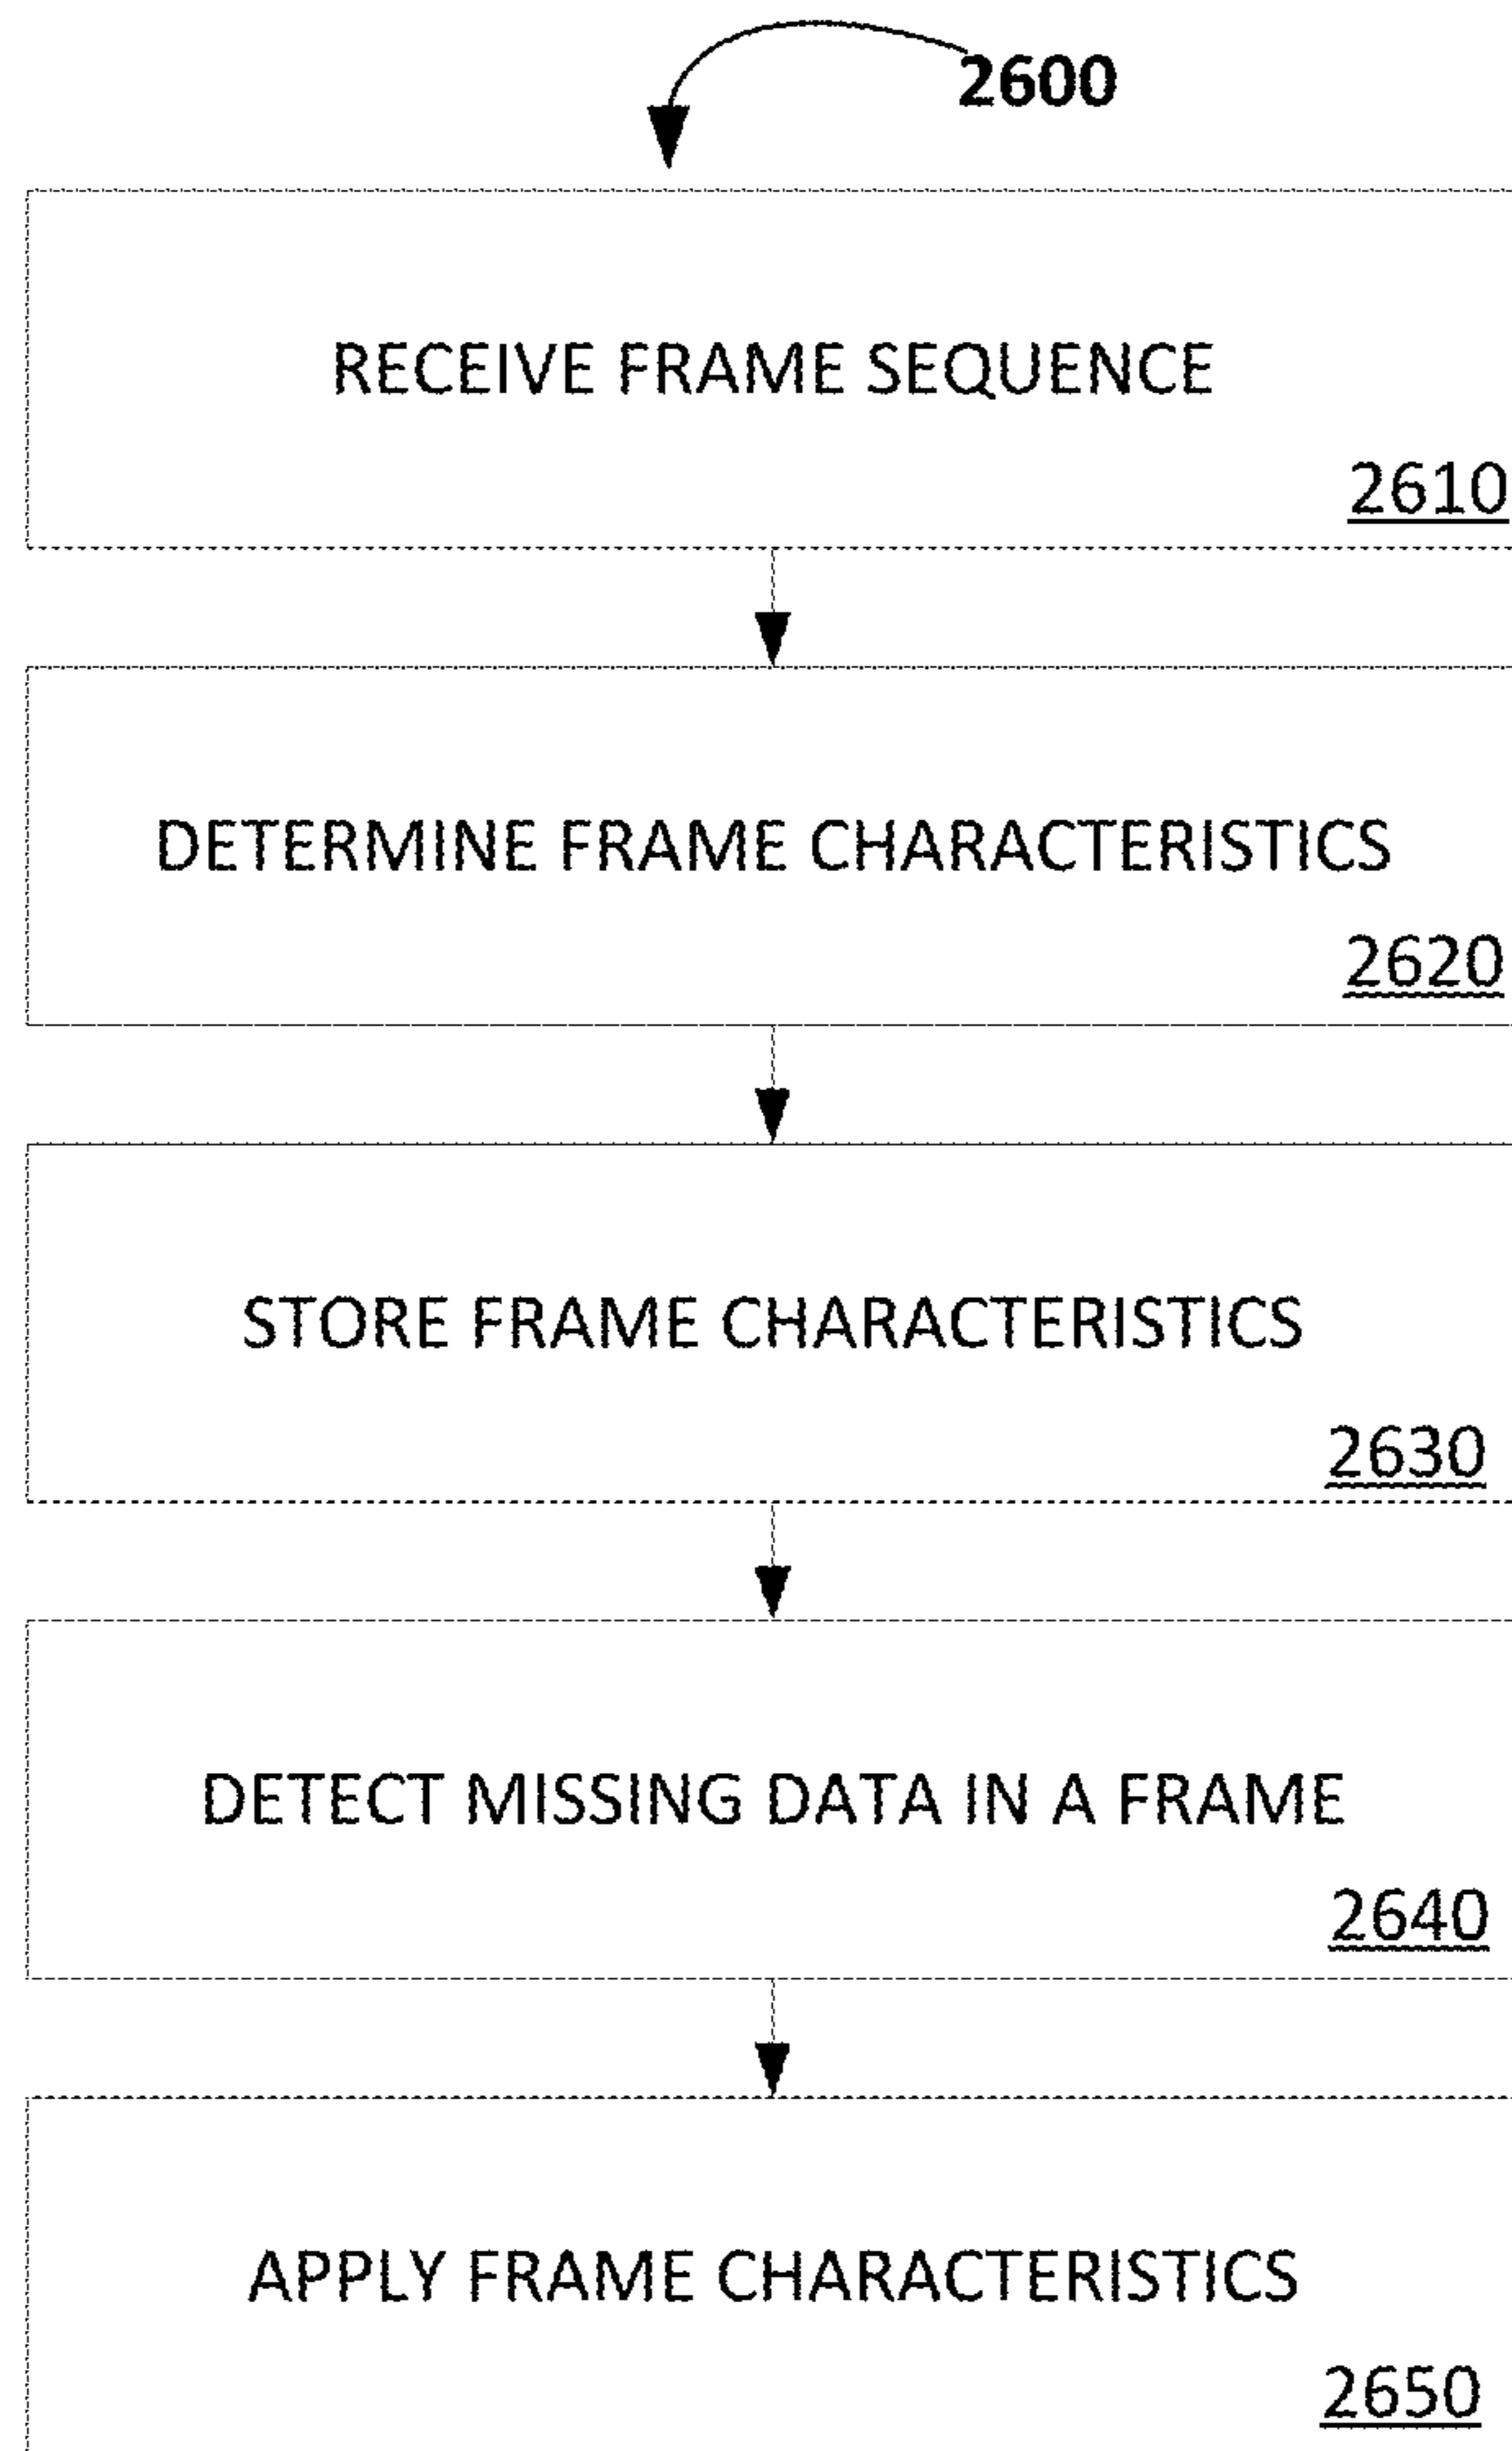 2600
RECEIVE FRAME SEQUENCE
2610
DETERMINE FRAME CHARACTERISTICS
2620
STORE FRAME CHARACTERISTICS
2630
DETECT MISSING DATA IN A FRAME
2640
APPLY FRAME CHARACTERISTICS
2650